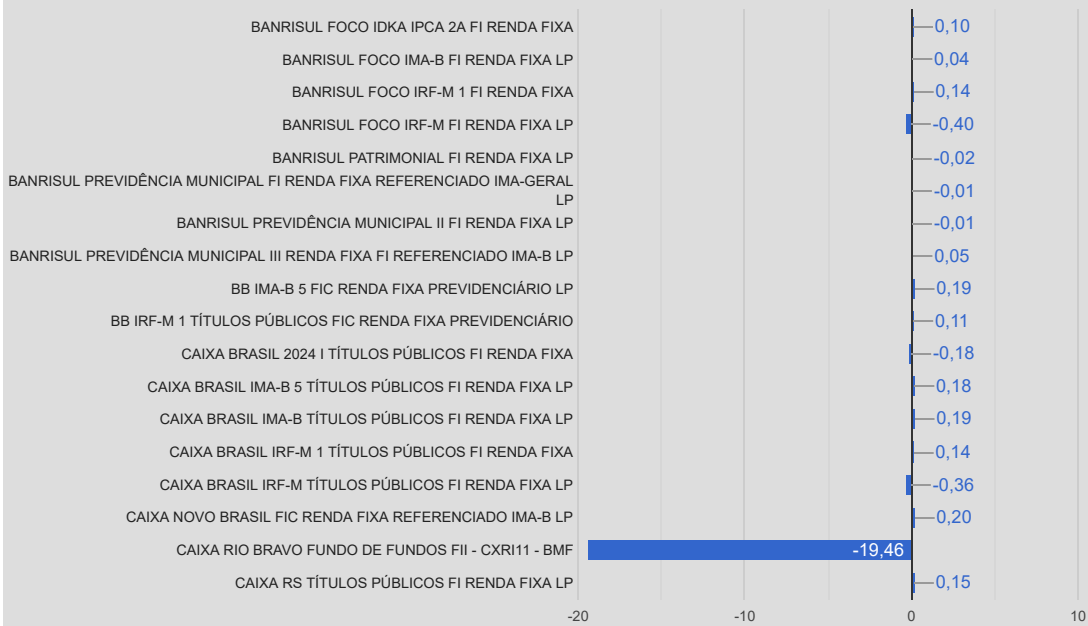 BANRISUL FOCO IDKA IPCA 2A FI RENDA FIXA 0,10
BANRISUL FOCO IMA-B FI RENDA FIXA LP 0,04
BANRISUL FOCO IRF-M 1 FI RENDA FIXA 0,14
BANRISUL FOCO IRF-M FI RENDA FIXA LP -0,40
BANRISUL PATRIMONIAL FI RENDA FIXA LP -0,02
BANRISUL PREVIDÊNCIA MUNICIPAL FI RENDA FIXA REFERENCIADO IMA-GERAL
LP -0,01
BANRISUL PREVIDÊNCIA MUNICIPAL II FI RENDA FIXA LP -0,01
BANRISUL PREVIDÊNCIA MUNICIPAL III RENDA FIXA FI REFERENCIADO IMA-B LP 0,05
BB IMA-B 5 FIC RENDA FIXA PREVIDENCIÁRIO LP 0,19
BB IRF-M 1 TÍTULOS PÚBLICOS FIC RENDA FIXA PREVIDENCIÁRIO 0,11
CAIXA BRASIL 2024 I TÍTULOS PÚBLICOS FI RENDA FIXA -0,18
CAIXA BRASIL IMA-B 5 TÍTULOS PÚBLICOS FI RENDA FIXA LP 0,18
CAIXA BRASIL IMA-B TÍTULOS PÚBLICOS FI RENDA FIXA LP 0,19
CAIXA BRASIL IRF-M 1 TÍTULOS PÚBLICOS FI RENDA FIXA 0,14
CAIXA BRASIL IRF-M TÍTULOS PÚBLICOS FI RENDA FIXA LP -0,36
CAIXA NOVO BRASIL FIC RENDA FIXA REFERENCIADO IMA-B LP 0,20
CAIXA RIO BRAVO FUNDO DE FUNDOS FII - CXRI11 - BMF -19,46
CAIXA RS TÍTULOS PÚBLICOS FI RENDA FIXA LP 0,15
-20 -10 0 10